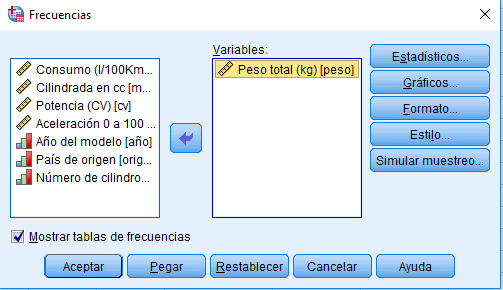 Frecuencias
Variables:
Consumo (l/100Km...
Cilindrada en cc [m...
Potencia (CV) [cv]
Aceleración 0 a 100 ...
Año del modelo [año]
País de origen [orig...
Número de cilindro...
Peso total (kg) [peso]
Estadísticos...
Gráficos...
Formato...
Estilo...
Simular muestreo...
Mostrar tablas de frecuencias
Aceptar
Pegar
Restablecer
Cancelar
Ayuda